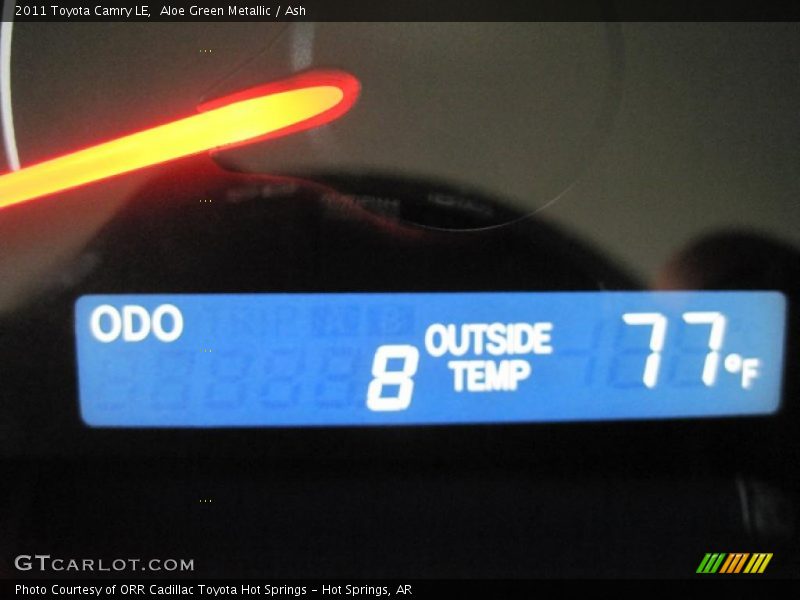 2011 Toyota Camry LE,  Aloe Green Metallic / Ash
ODO
8
OUTSIDE
TEMP
77°F
GTCARLOT.COM
Photo Courtesy of ORR Cadillac Toyota Hot Springs - Hot Springs, AR